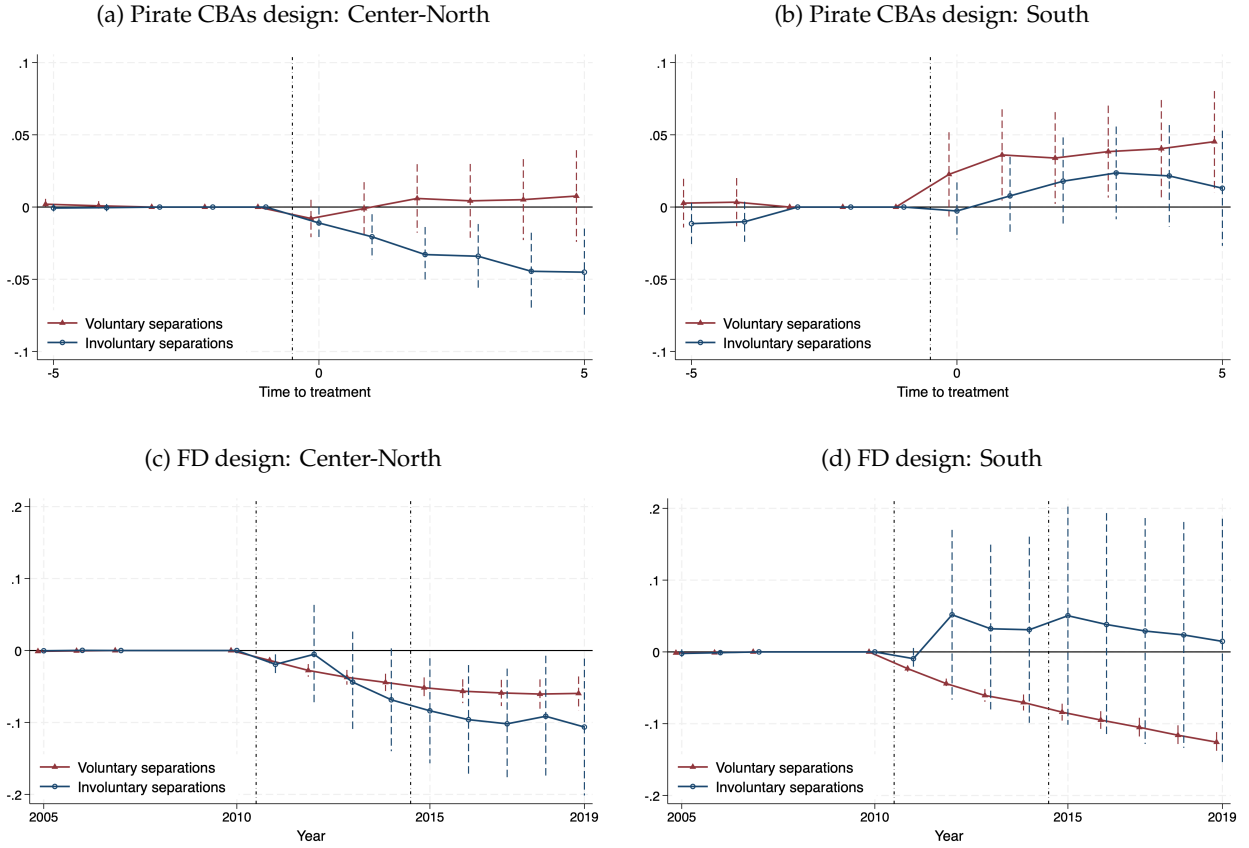 (a) Pirate CBAs design: Center-North
.1
.05
0
-.05
-.1
Voluntary separations
Involuntary separations
-5 0 5
Time to treatment
(b) Pirate CBAs design: South
.1
.05
0
-.05
-.1
Voluntary separations
Involuntary separations
-5 0 5
Time to treatment
(c) FD design: Center-North
.2
.1
0
-.1
-.2
Voluntary separations
Involuntary separations
2005 2010 2015 2019
Year
(d) FD design: South
.2
.1
0
-.1
-.2
Voluntary separations
Involuntary separations
2005 2010 2015 2019
Year